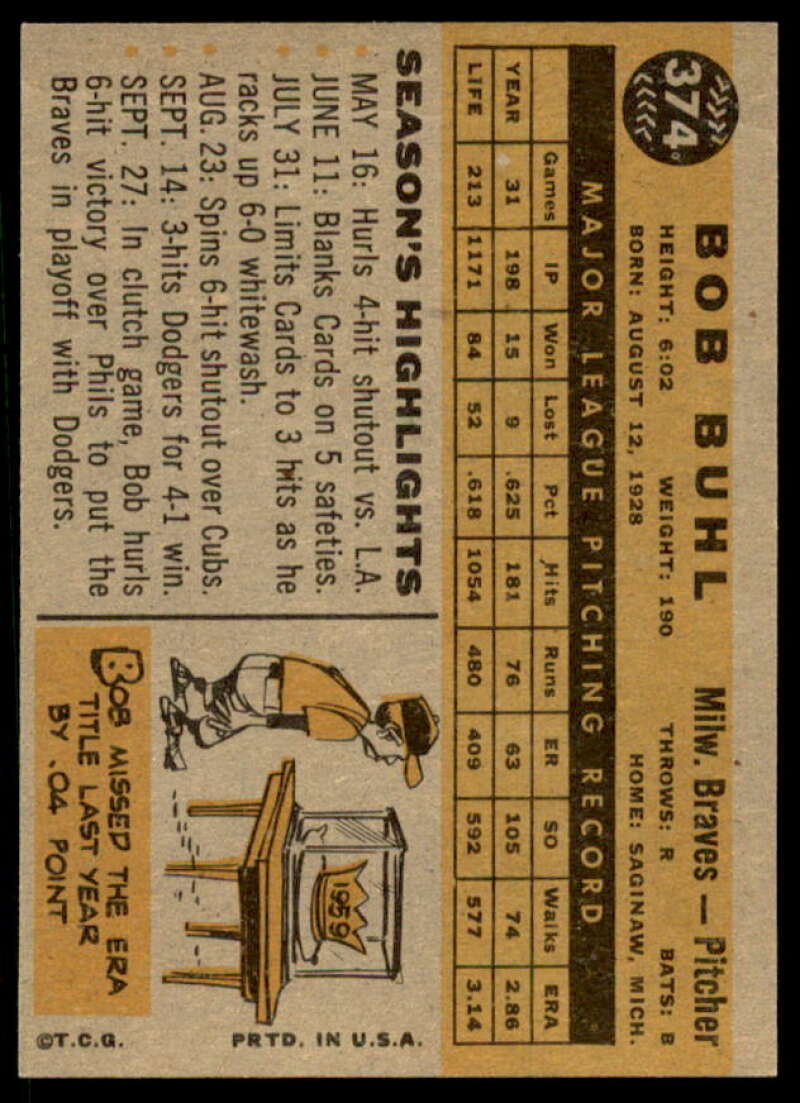 374
BOB BUHL Milw. Braves — Pitcher
HEIGHT: 6:02 WEIGHT: 190 THROWS: R BATS: B
BORN: AUGUST 12, 1928 HOME: SAGINAW, MICH.
MAJOR LEAGUE PITCHING RECORD
Games IP Won Lost Pct Hits Runs ER SO Walks ERA
YEAR 31 198 15 9 .625 181 76 63 105 74 2.86
LIFE 213 1171 84 52 .618 1054 480 409 592 577 3.14
SEASON'S HIGHLIGHTS
• MAY 16: Hurls 4-hit shutout vs. L.A.
• JUNE 11: Blanks Cards on 5 safeties.
• JULY 31: Limits Cards to 3 hits as he
racks up 6-0 whitewash.
• AUG. 23: Spins 6-hit shutout over Cubs.
• SEPT. 14: 3-hits Dodgers for 4-1 win.
• SEPT. 27: In clutch game, Bob hurls
6-hit victory over Phils to put the
Braves in playoff with Dodgers.
1959
BOB MISSED THE ERA
TITLE LAST YEAR
BY .04 POINT
©T.C.G. PRTD. IN U.S.A.